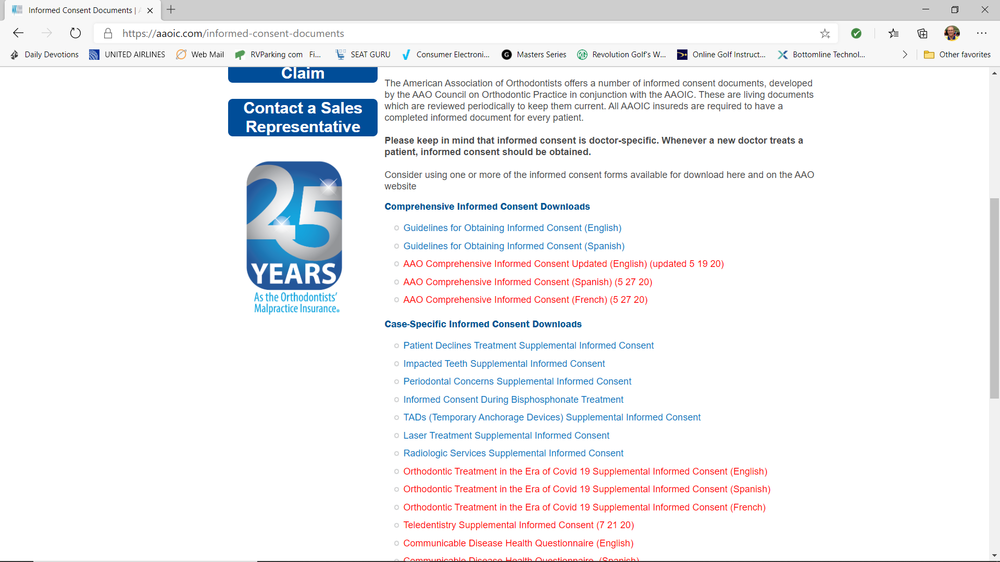 Informed Consent Documents | A
https://aaoic.com/informed-consent-documents
Daily Devotions
UNITED AIRLINES
Web Mail
RVParking com Fi...
SEAT GURU
Consumer Electroni...
Masters Series
Revolution Golf's W...
Online Golf Instruct...
Bottomline Technol...
Other favorites
Claim
Contact a Sales
Representative
25
YEARS
As the Orthodontists'
Malpractice Insurance®
The American Association of Orthodontists offers a number of informed consent documents, developed
by the AAO Council on Orthodontic Practice in conjunction with the AAOIC. These are living documents
which are reviewed periodically to keep them current. All AAOIC insureds are required to have a
completed informed document for every patient.
Please keep in mind that informed consent is doctor-specific. Whenever a new doctor treats a
patient, informed consent should be obtained.
Consider using one or more of the informed consent forms available for download here and on the AAO
website
Comprehensive Informed Consent Downloads
Guidelines for Obtaining Informed Consent (English)
Guidelines for Obtaining Informed Consent (Spanish)
AAO Comprehensive Informed Consent Updated (English) (updated 5 19 20)
AAO Comprehensive Informed Consent (Spanish) (5 27 20)
AAO Comprehensive Informed Consent (French) (5 27 20)
Case-Specific Informed Consent Downloads
Patient Declines Treatment Supplemental Informed Consent
Impacted Teeth Supplemental Informed Consent
Periodontal Concerns Supplemental Informed Consent
Informed Consent During Bisphosphonate Treatment
TADs (Temporary Anchorage Devices) Supplemental Informed Consent
Laser Treatment Supplemental Informed Consent
Radiologic Services Supplemental Informed Consent
Orthodontic Treatment in the Era of Covid 19 Supplemental Informed Consent (English)
Orthodontic Treatment in the Era of Covid 19 Supplemental Informed Consent (Spanish)
Orthodontic Treatment in the Era of Covid 19 Supplemental Informed Consent (French)
Teledentistry Supplemental Informed Consent (7 21 20)
Communicable Disease Health Questionnaire (English)
Communicable Disease Health Questionnaire (Spanish)